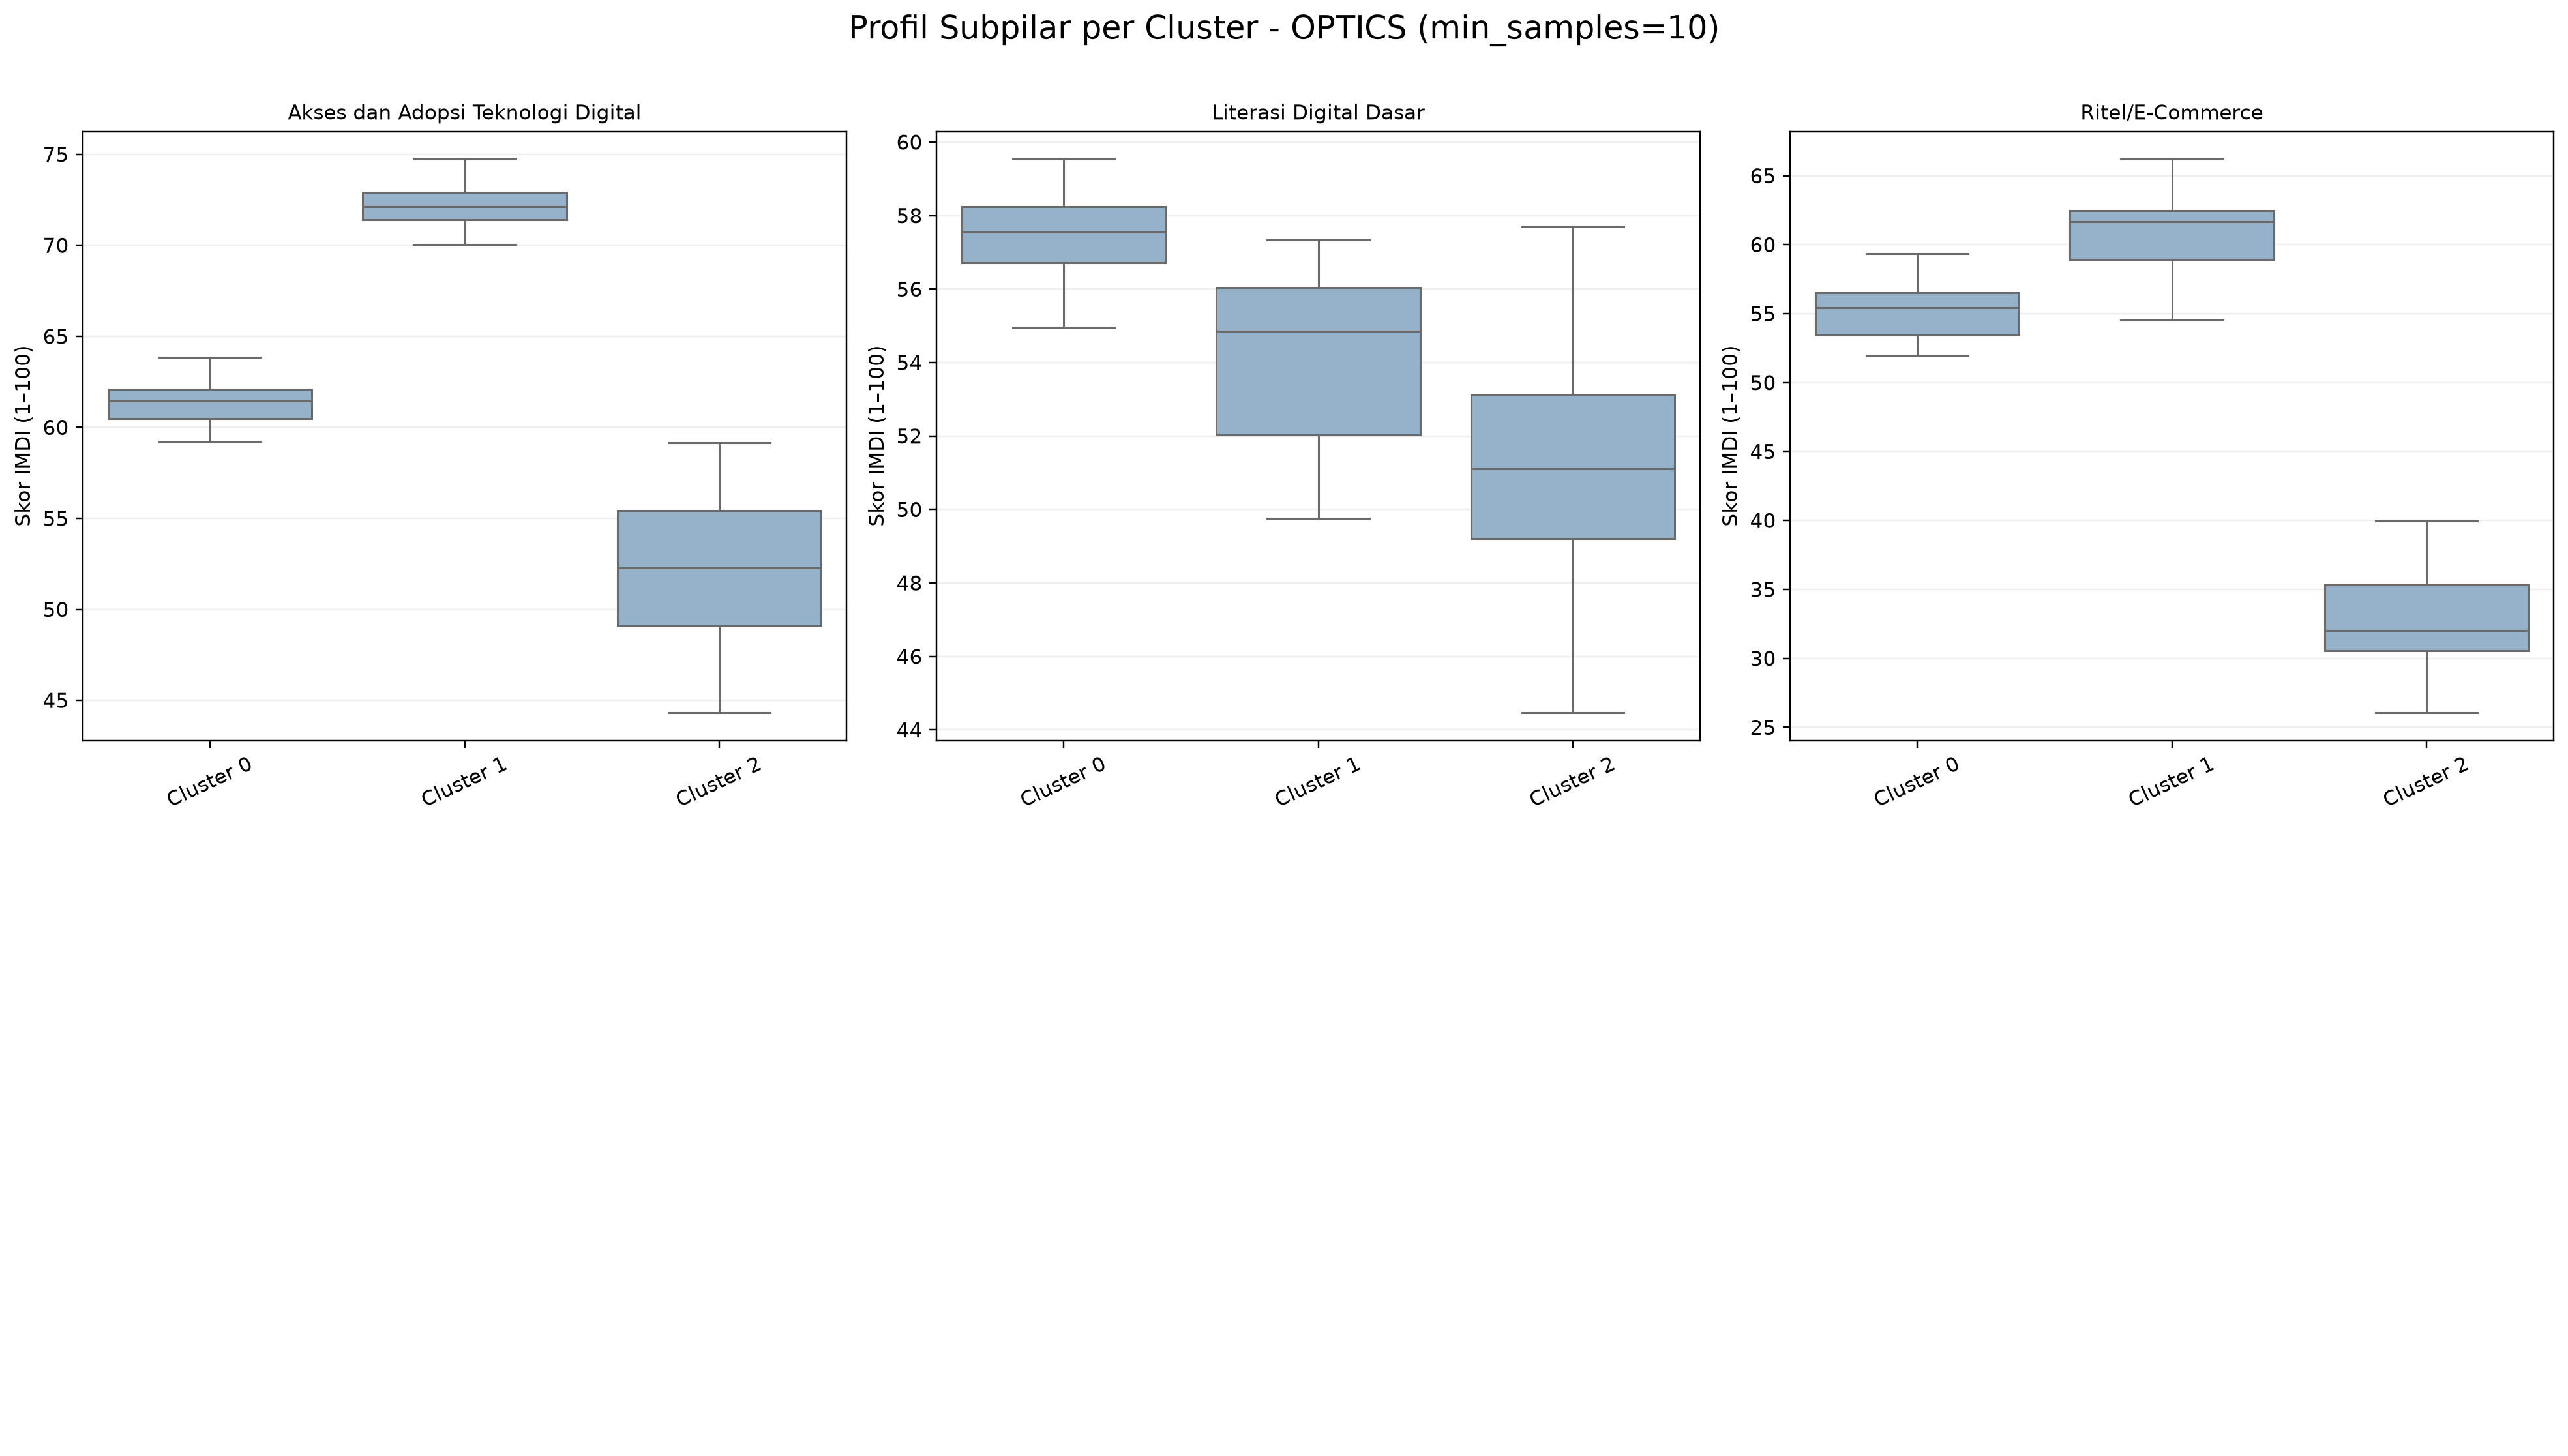 Profil Subpilar per Cluster - OPTICS (min_samples=10)
Akses dan Adopsi Teknologi Digital
Skor IMDI (1–100)
75
70
65
60
55
50
45
Cluster 0
Cluster 1
Cluster 2
Literasi Digital Dasar
Skor IMDI (1–100)
60
58
56
54
52
50
48
46
44
Cluster 0
Cluster 1
Cluster 2
Ritel/E-Commerce
Skor IMDI (1–100)
65
60
55
50
45
40
35
30
25
Cluster 0
Cluster 1
Cluster 2